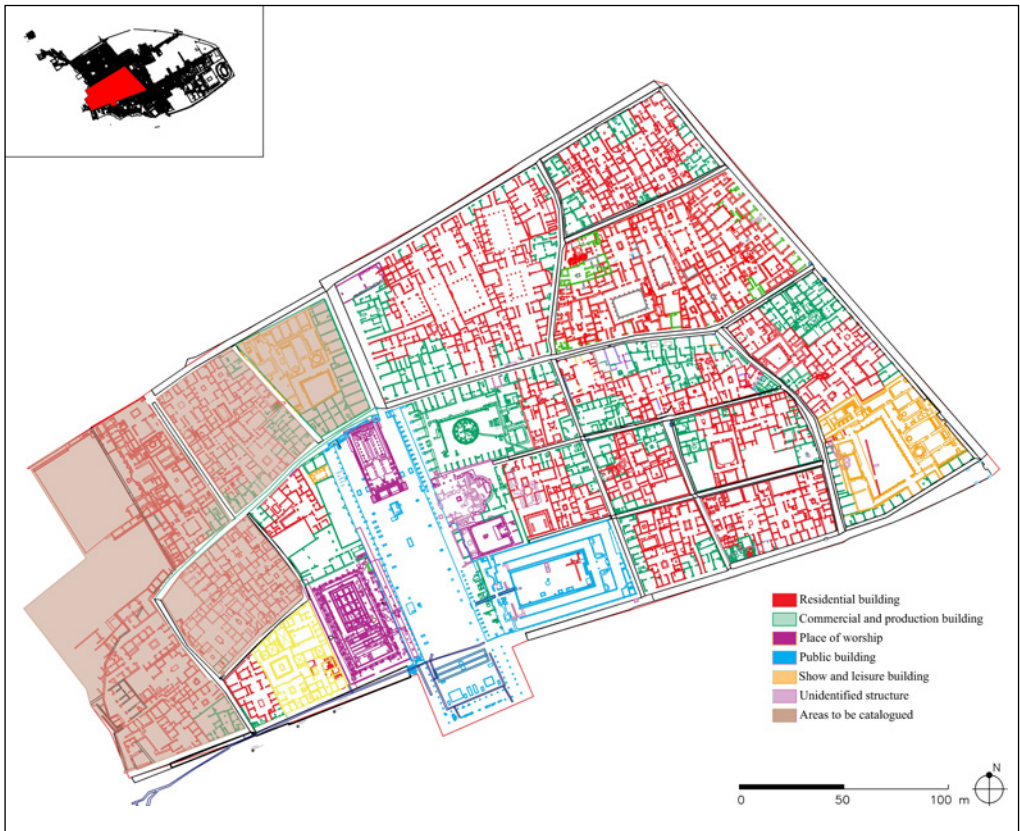 Residential building
Commercial and production building
Place of worship
Public building
Show and leisure building
Unidentified structure
Areas to be catalogued
N
0 50 100 m